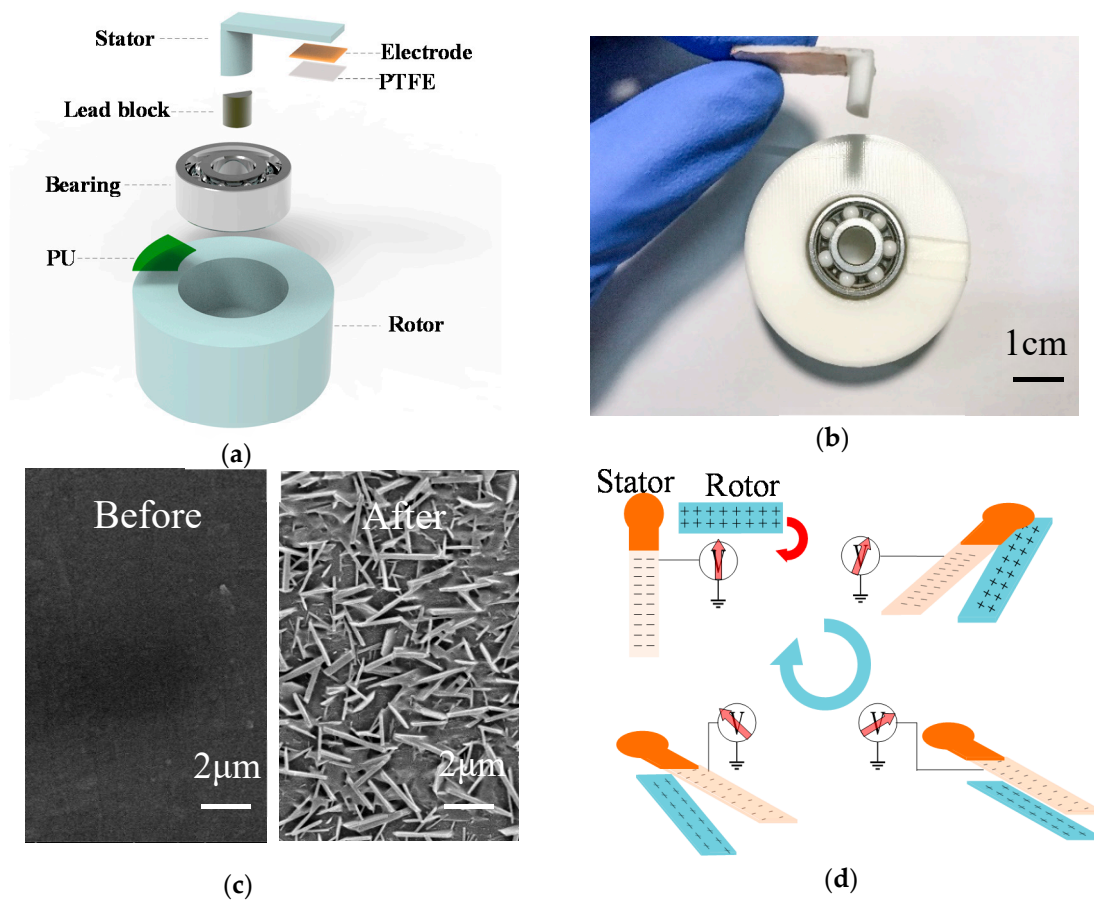 Stator
Electrode
PTFE
Lead block
Bearing
PU
Rotor
(a)
1cm
(b)
Before
2μm
After
2μm
(c)
Stator
Rotor
V
V
V
V
(d)